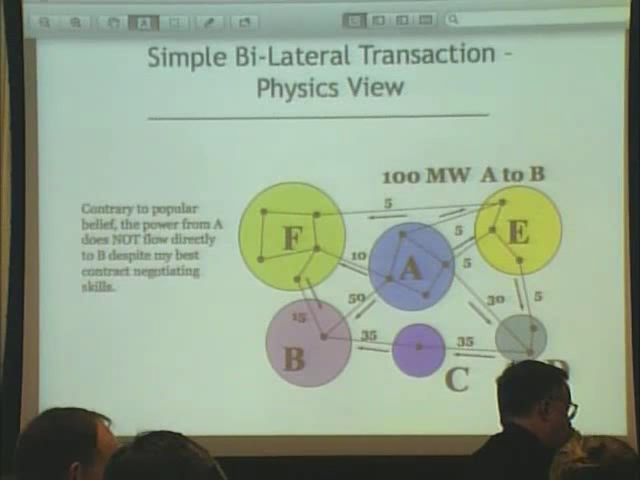 Simple Bi-Lateral Transaction –
Physics View
100 MW A to B
Contrary to popular
belief, the power from A
does NOT flow directly
to B despite my best
contract negotiating
skills.
5
F
E
5
5
10
A
50
30
5
15
35
35
B
C